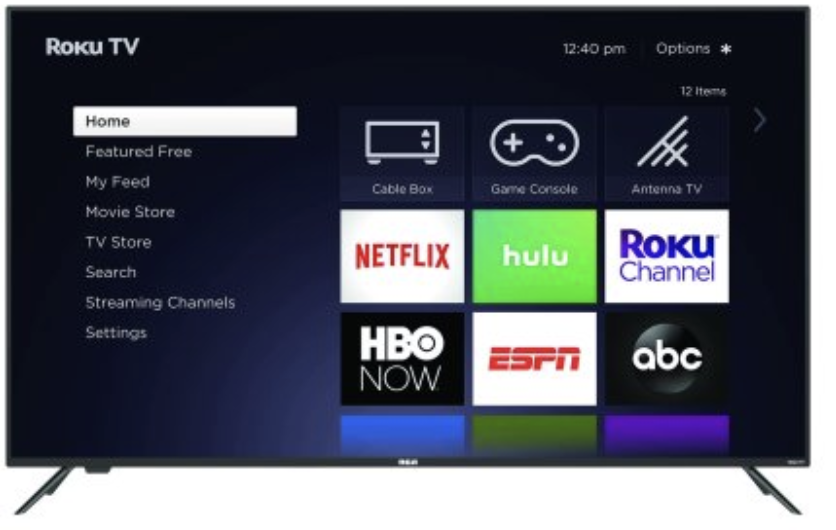 Roku TV
12:40 pm
Options *
12 Items
Home
Featured Free
My Feed
Movie Store
TV Store
Search
Streaming Channels
Settings
Cable Box
Game Console
Antenna TV
NETFLIX
hulu
Roku
Channel
HBO
NOW
ESPN
abc
RCA